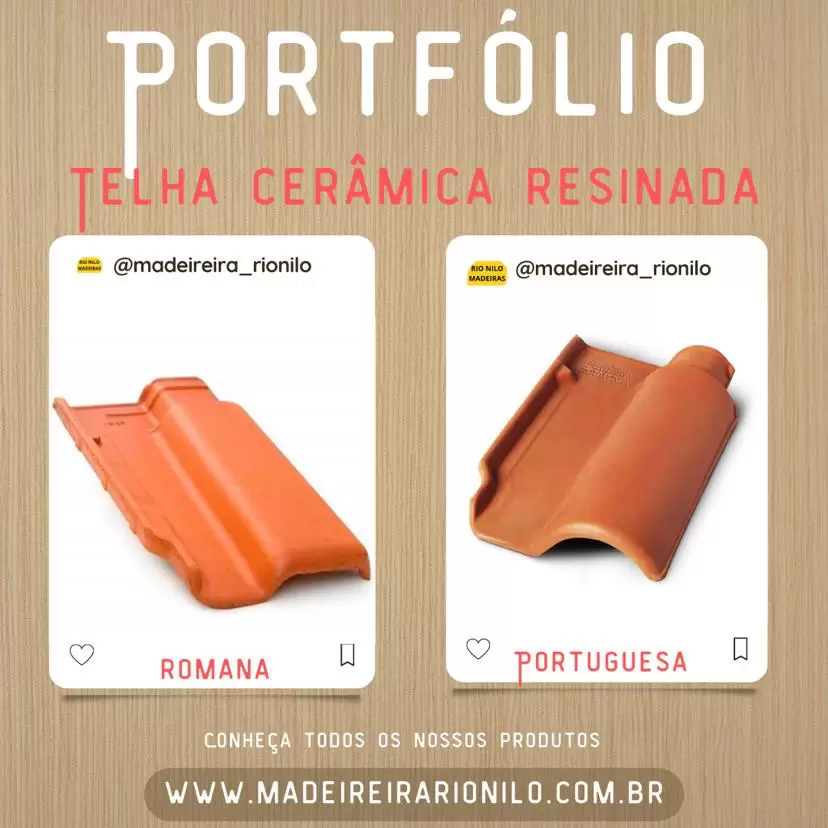 PORTFÓLIO
TELHA CERÂMICA RESINADA
RIO NILO
MADEIRAS
@madeireira_rionilo
RIO NILO
MADEIRAS
@madeireira_rionilo
ROMANA
PORTUGUESA
CONHEÇA TODOS OS NOSSOS PRODUTOS
WWW.MADEIREIRARIONILO.COM.BR